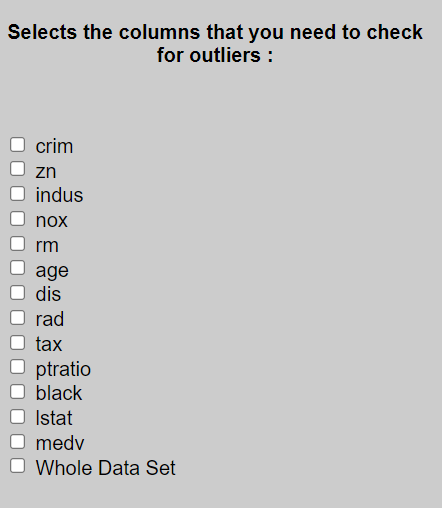 Selects the columns that you need to check
for outliers :
crim
zn
indus
nox
rm
age
dis
rad
tax
ptratio
black
lstat
medv
Whole Data Set